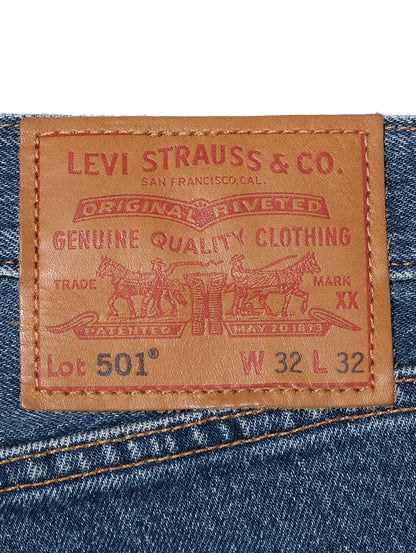 LEVI STRAUSS & CO.
SAN FRANCISCO, CAL.
ORIGINAL RIVETED
GENUINE QUALITY CLOTHING
TRADE MARK
XX
PATENTED MAY 20 1873
Lot 501® W 32 L 32